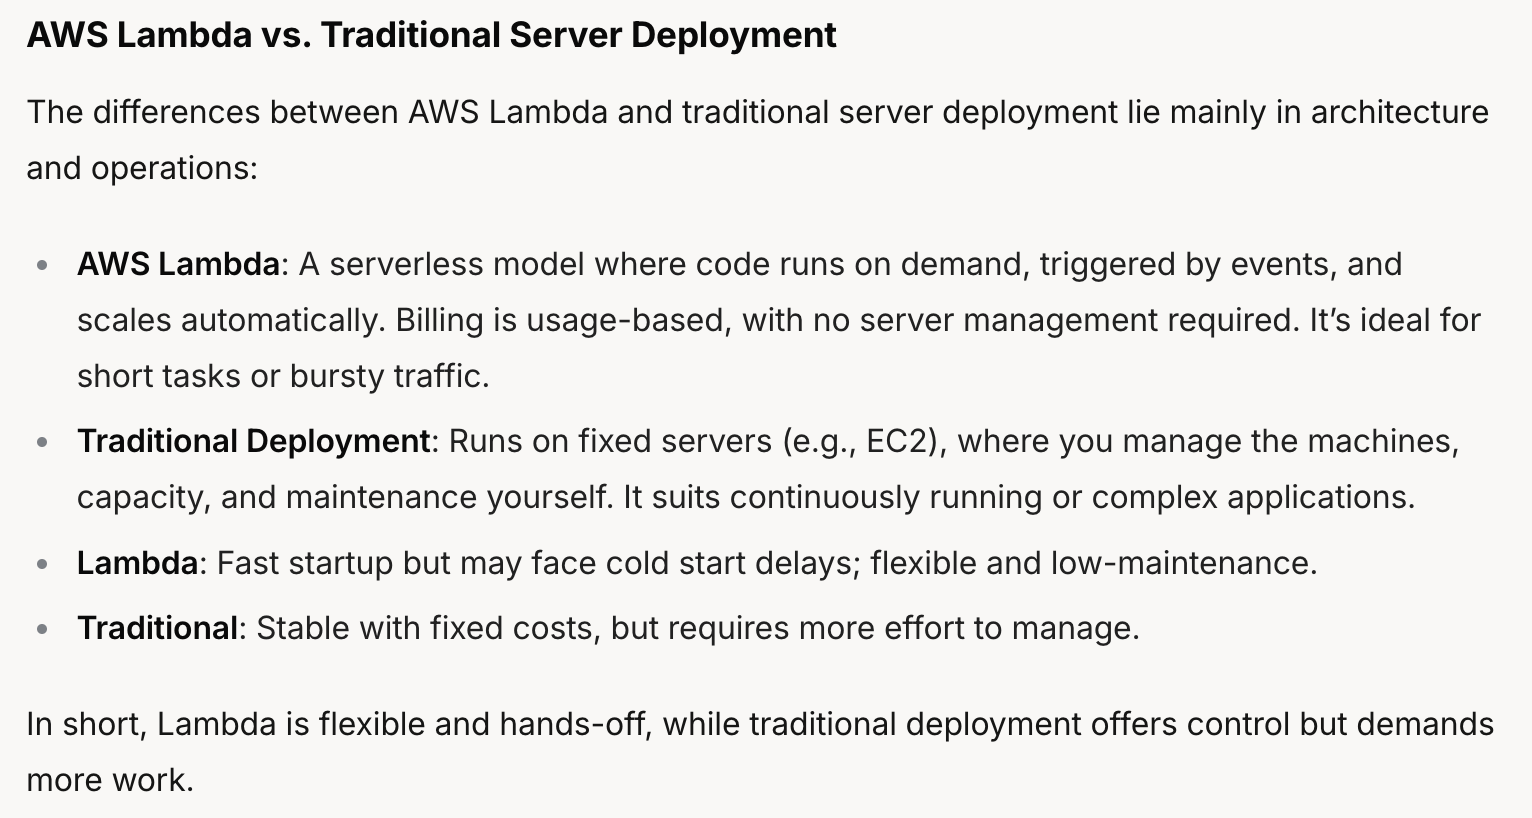 AWS Lambda vs. Traditional Server Deployment
The differences between AWS Lambda and traditional server deployment lie mainly in architecture
and operations:
• AWS Lambda: A serverless model where code runs on demand, triggered by events, and
scales automatically. Billing is usage-based, with no server management required. It’s ideal for
short tasks or bursty traffic.
• Traditional Deployment: Runs on fixed servers (e.g., EC2), where you manage the machines,
capacity, and maintenance yourself. It suits continuously running or complex applications.
• Lambda: Fast startup but may face cold start delays; flexible and low-maintenance.
• Traditional: Stable with fixed costs, but requires more effort to manage.
In short, Lambda is flexible and hands-off, while traditional deployment offers control but demands
more work.